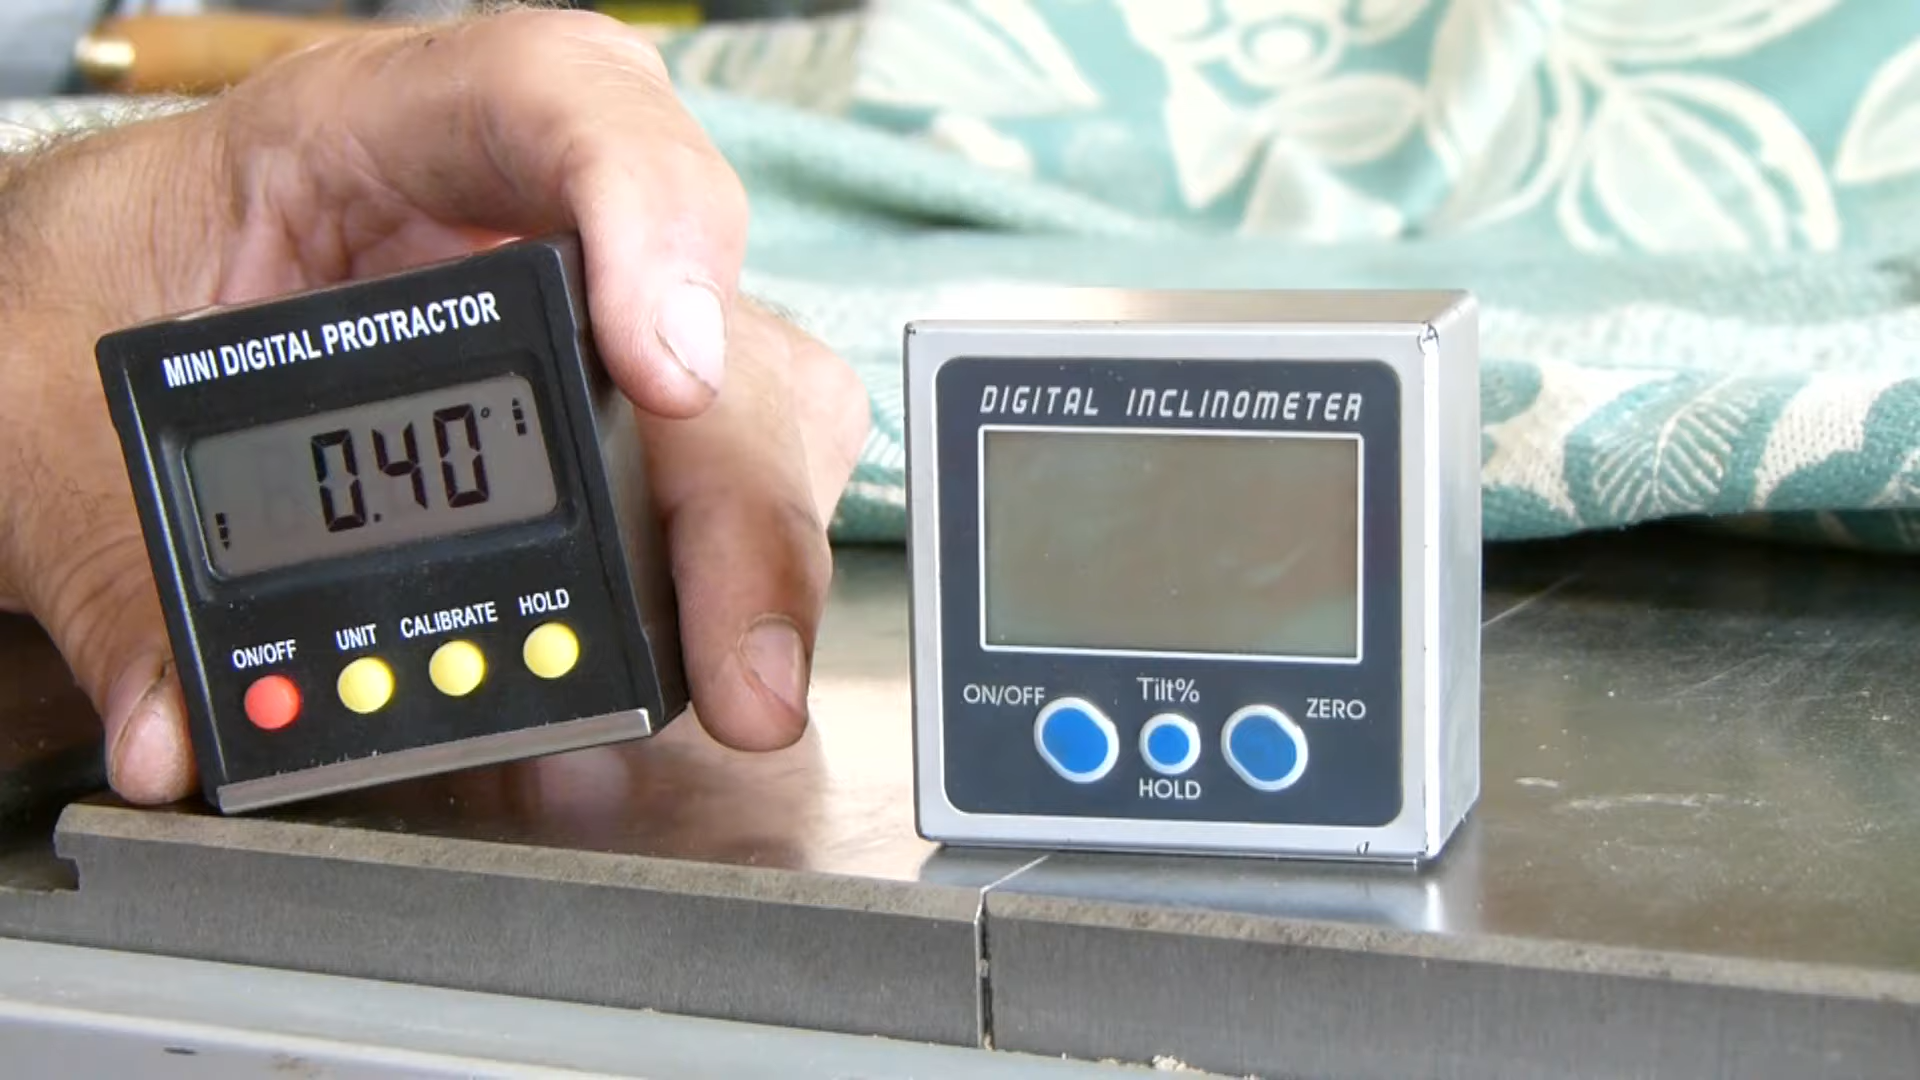 MINI DIGITAL PROTRACTOR
0.40°
ON/OFF UNIT CALIBRATE HOLD
DIGITAL INCLINOMETER
ON/OFF Tilt% ZERO
HOLD